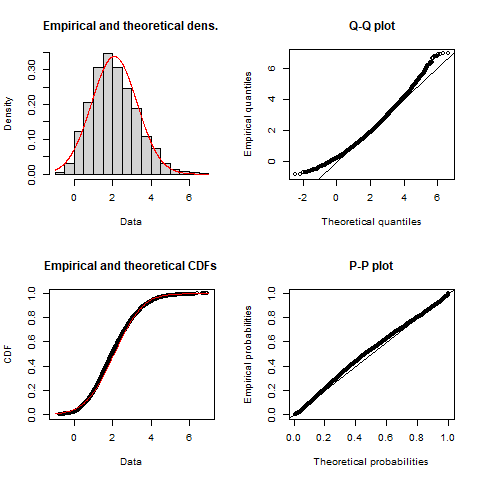 Empirical and theoretical dens.
Density
0.00 0.10 0.20 0.30
0 2 4 6
Data
Q-Q plot
Empirical quantiles
0 2 4 6
-2 0 2 4 6
Theoretical quantiles
Empirical and theoretical CDFs
CDF
0.0 0.2 0.4 0.6 0.8 1.0
0 2 4 6
Data
P-P plot
Empirical probabilities
0.0 0.2 0.4 0.6 0.8 1.0
0.0 0.2 0.4 0.6 0.8 1.0
Theoretical probabilities